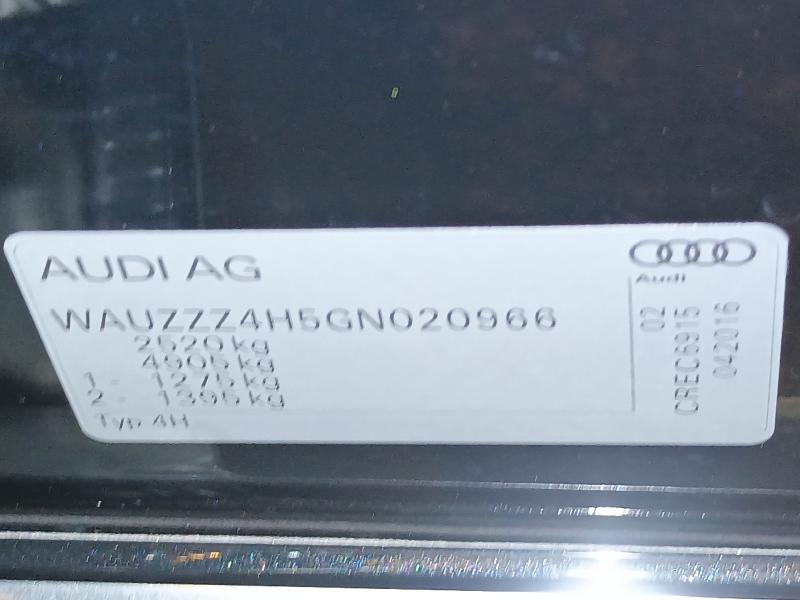 AUDI AG
Audi
WAUZZZ4H5GN020966
2520 kg
4905 kg
1 - 1275 kg
2 - 1395 kg
Typ 4H
02
CREC6915
042016